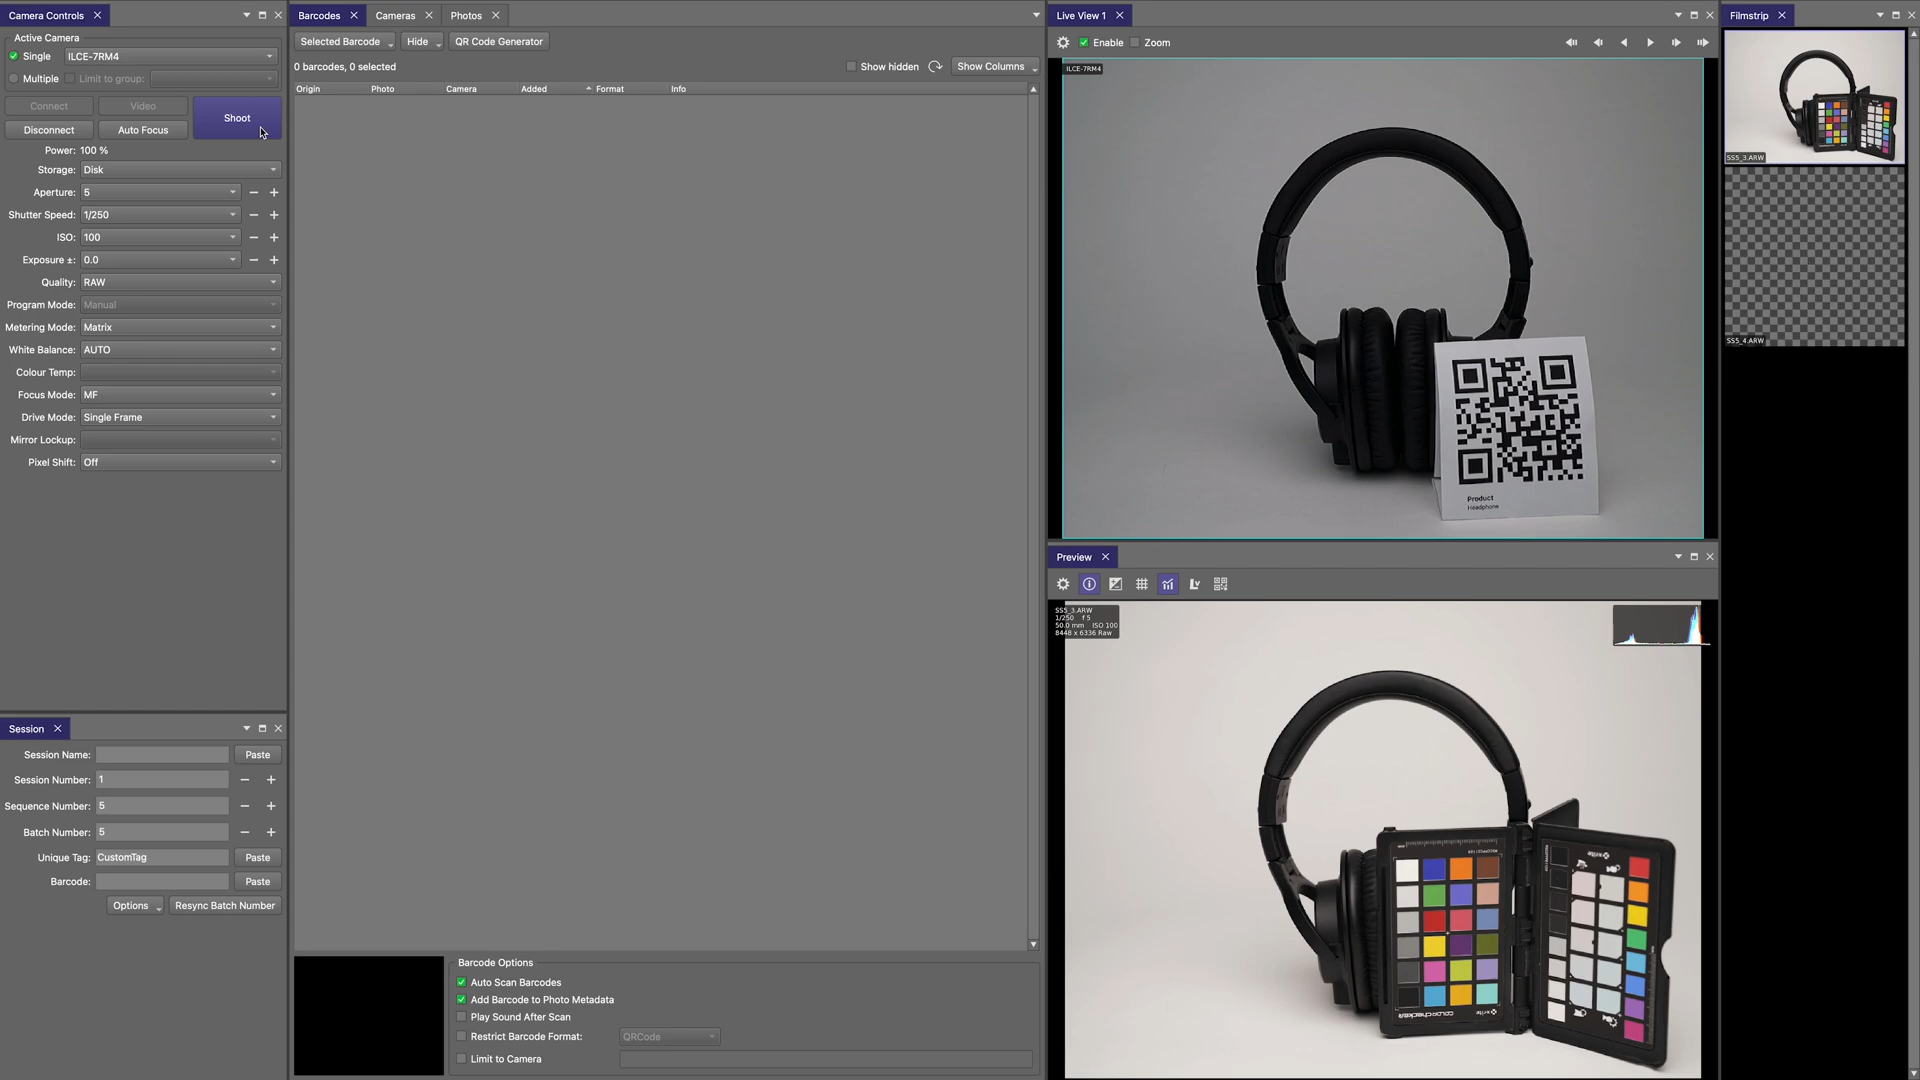 Camera Controls
Active Camera
Single
ILCE-7RM4
Multiple
Limit to group:
Connect
Video
Shoot
Disconnect
Auto Focus
Power: 100 %
Storage: Disk
Aperture: 5
Shutter Speed: 1/250
ISO: 100
Exposure ±: 0.0
Quality: RAW
Program Mode: Manual
Metering Mode: Matrix
White Balance: AUTO
Colour Temp:
Focus Mode: MF
Drive Mode: Single Frame
Mirror Lockup:
Pixel Shift: Off
Session
Session Name:
Paste
Session Number: 1
Sequence Number: 5
Batch Number: 5
Unique Tag: CustomTag
Paste
Barcode:
Paste
Options
Resync Batch Number
Barcodes
Cameras
Photos
Selected Barcode
Hide
QR Code Generator
0 barcodes, 0 selected
Show hidden
Show Columns
Origin
Photo
Camera
Added
Format
Info
Barcode Options
Auto Scan Barcodes
Add Barcode to Photo Metadata
Play Sound After Scan
Restrict Barcode Format:
QRCode
Limit to Camera
Live View 1
Enable
Zoom
ILCE-7RM4
Product
Headphone
Preview
Lv
SS5_3.ARW
1/250 f 5
50.0 mm ISO 100
8448 x 6336 Raw
colorchecker
x-rite
x-rite
Filmstrip
SS5_3.ARW
SS5_4.ARW